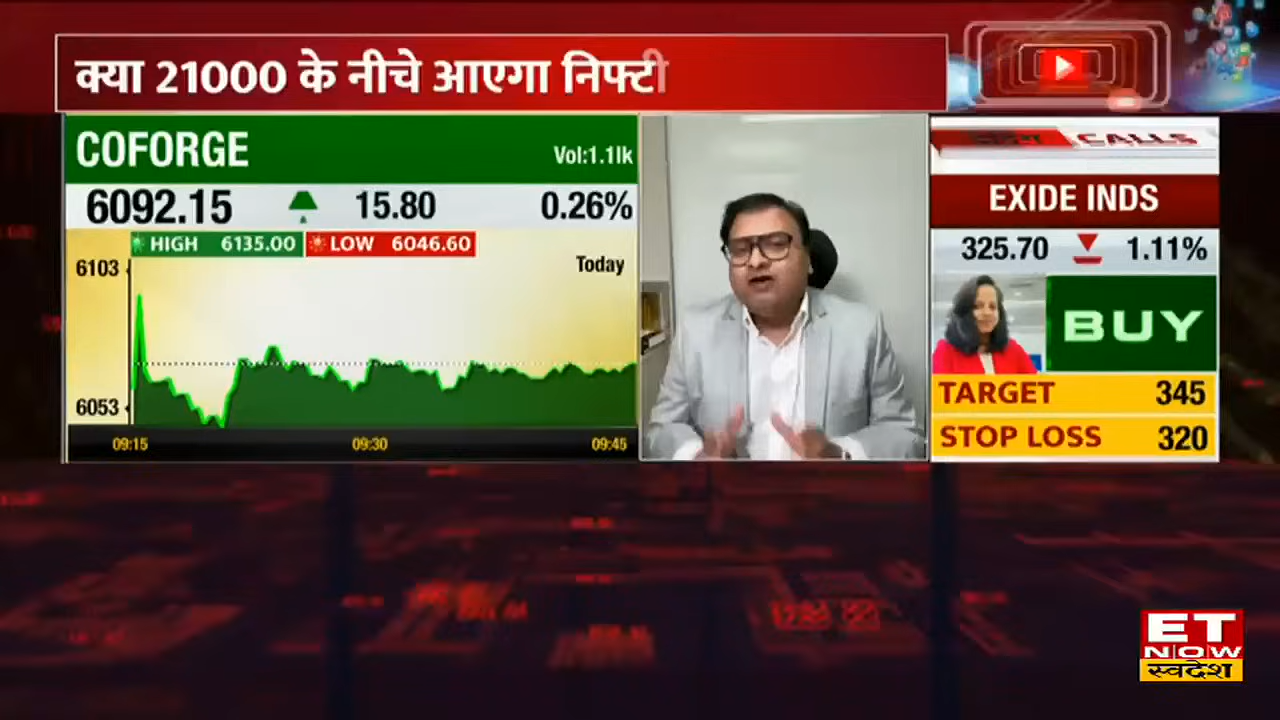 क्या 21000 के नीचे आएगा निफ्टी
COFORGE
Vol:1.1lk
6092.15 15.80 0.26%
HIGH 6135.00 LOW 6046.60
Today
6103
6053
09:15 09:30 09:45
CALLS
EXIDE INDS
325.70 1.11%
BUY
TARGET 345
STOP LOSS 320
ET
NOW
स्वदेश